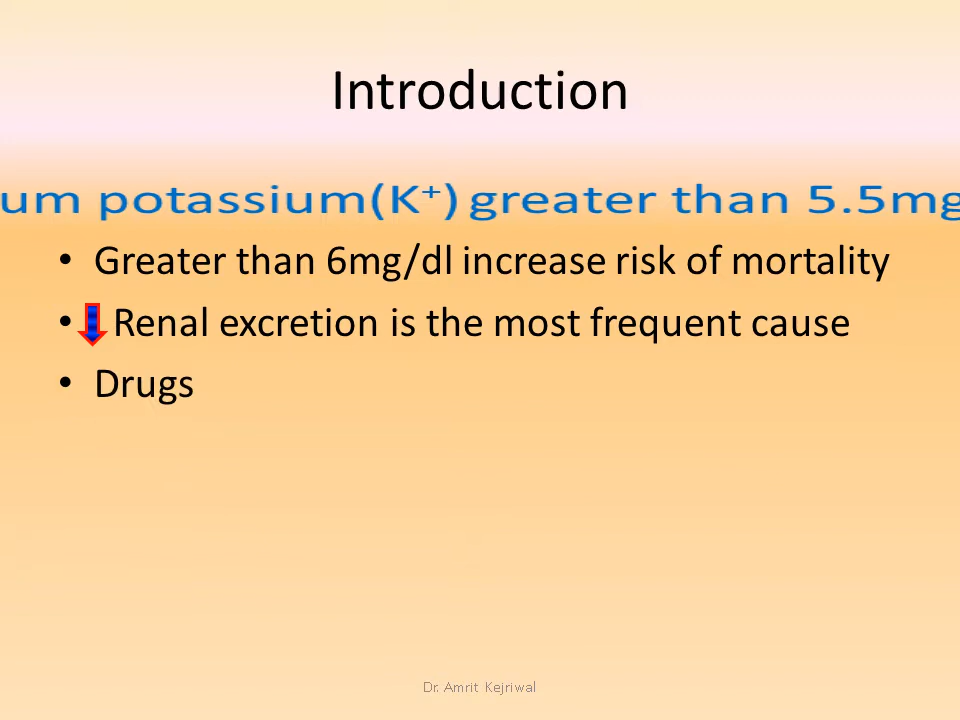 Introduction
um potassium(K⁺) greater than 5.5mg
• Greater than 6mg/dl increase risk of mortality
• Renal excretion is the most frequent cause
• Drugs
Dr. Amrit Kejriwal